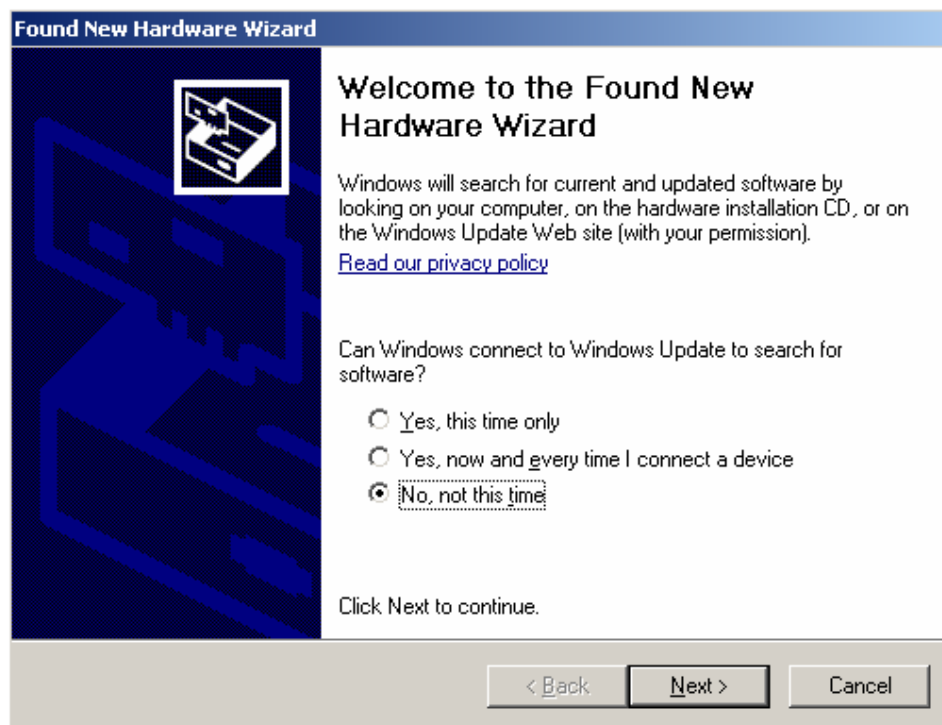 Found New Hardware Wizard
Welcome to the Found New
Hardware Wizard
Windows will search for current and updated software by
looking on your computer, on the hardware installation CD, or on
the Windows Update Web site (with your permission).
Read our privacy policy
Can Windows connect to Windows Update to search for
software?
Yes, this time only
Yes, now and every time I connect a device
No, not this time
Click Next to continue.
< Back
Next >
Cancel